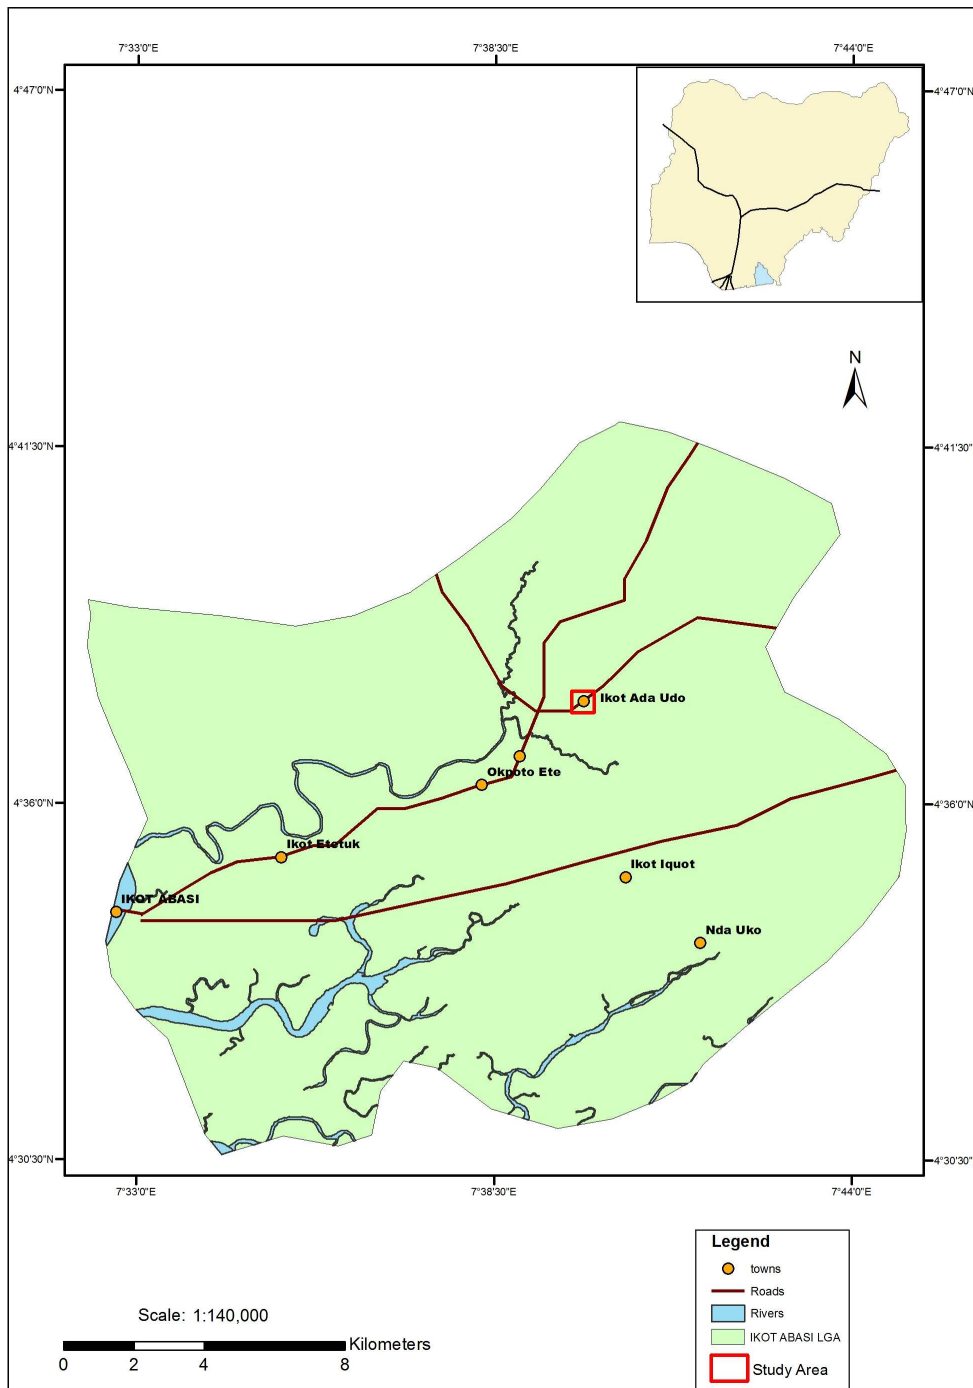 7°33'0"E
7°38'30"E
7°44'0"E
4°47'0"N
4°47'0"N
N
4°41'30"N
4°41'30"N
Ikot Ada Udo
Okpoto Ete
4°36'0"N
4°36'0"N
Ikot Etetuk
Ikot Iquot
IKOT ABASI
Nda Uko
4°30'30"N
4°30'30"
7°33'0"E
7°38'30"E
7°44'0"E
Legend
towns
Roads
Rivers
IKOT ABASI LGA
Study Area
Scale: 1:140,000
Kilometers
0 2 4 8